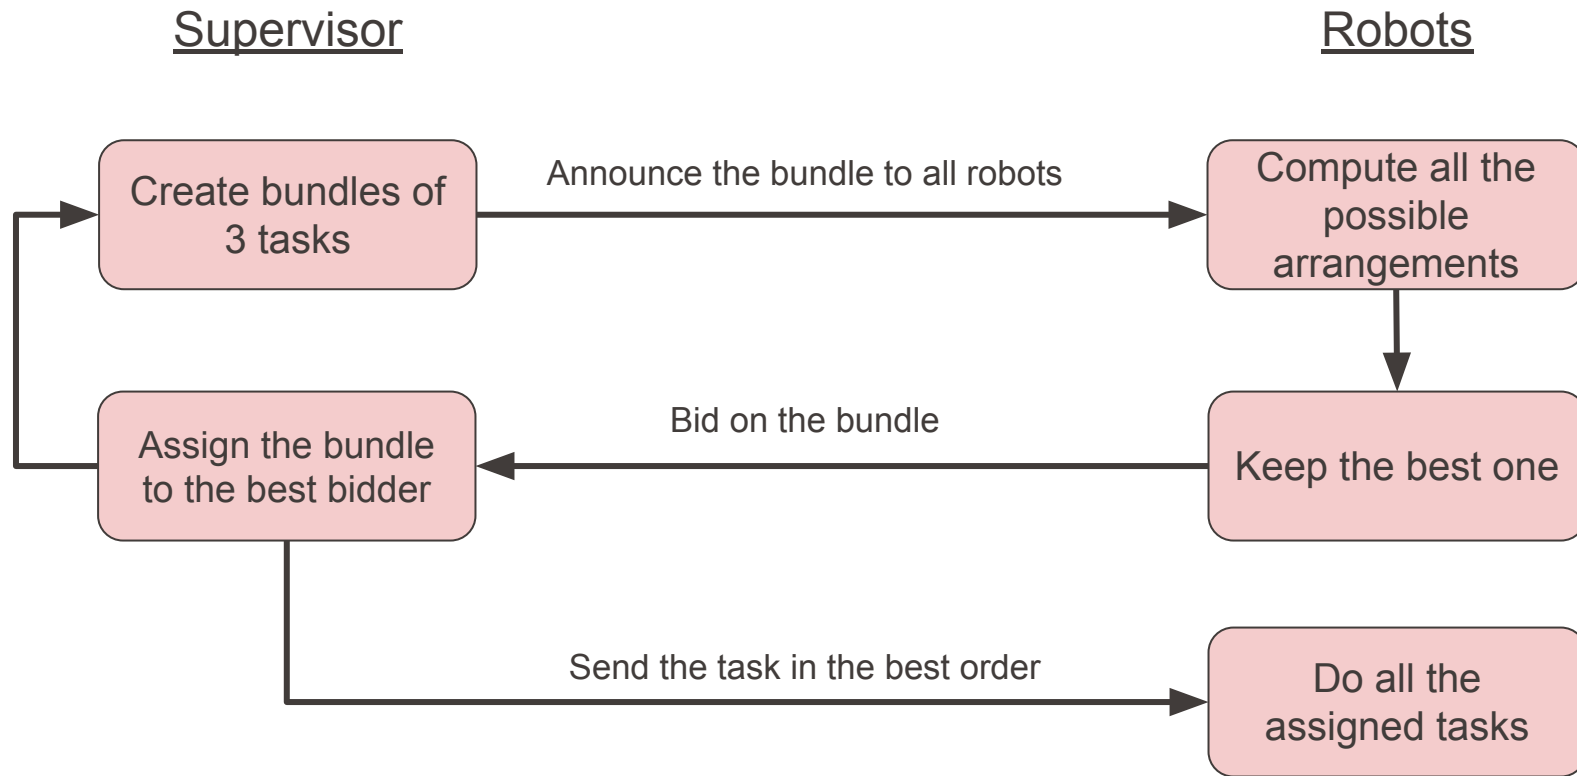 Supervisor
Robots
Create bundles of
3 tasks
Announce the bundle to all robots
Compute all the
possible
arrangements
Assign the bundle
to the best bidder
Bid on the bundle
Keep the best one
Send the task in the best order
Do all the
assigned tasks